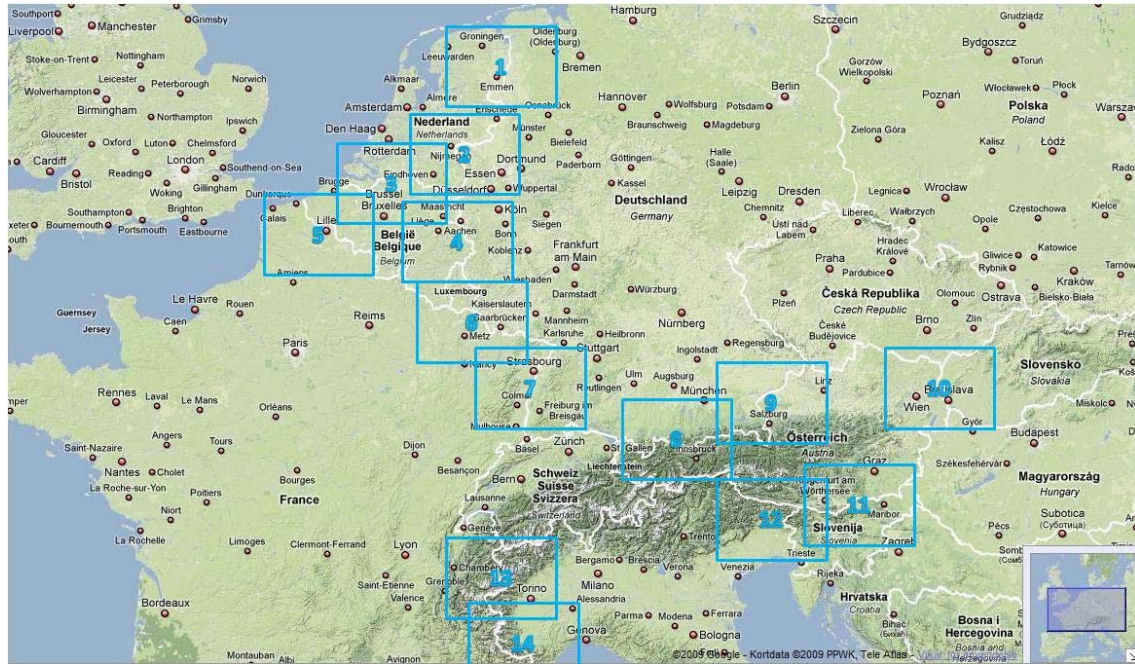 Southport
Grimsby
Hamburg
Szczecin
Grudziądz
Liverpool
Manchester
Groningen
Oldenburg
(Oldenburg)
Bydgoszcz
Leeuwarden
Bremen
Toruń
Stoke-on-Trent
Nottingham
1
Emmen
Gorzów
Wielkopolski
Leicester
Peterborough
Norwich
Alkmaar
Berlin
Włocławek
Płock
Wolverhampton
Birmingham
Amsterdam
Almere
Enschede
Osnabrück
Hannover
Wolfsburg
Potsdam
Poznań
Polska
Poland
Warszawa
Northampton
Ipswich
Nederland
Netherlands
Münster
Bielefeld
Braunschweig
Magdeburg
Zielona Góra
Kalisz
Łódź
Gloucester
Oxford
Luton
Chelmsford
Den Haag
Rotterdam
Nijmegen
2
Dortmund
Paderborn
Göttingen
Halle
(Saale)
Cardiff
Bristol
Reading
London
Southend-on-Sea
Eindhoven
Essen
Kassel
Leipzig
Dresden
Legnica
Wrocław
Woking
Gillingham
Brugge
3
Düsseldorf
Wuppertal
Deutschland
Germany
Chemnitz
Liberec
Wałbrzych
Częstochowa
Kielce
Southampton
Brighton
Dunkerque
Calais
Brussel
Bruxelles
Maastricht
Köln
Siegen
Ústí nad
Labem
Opole
Bournemouth
Portsmouth
Eastbourne
Lille
5
België
Belgique
Belgium
Liège
4
Aachen
Bonn
Koblenz
Frankfurt
am-Main
Hradec
Králové
Gliwice
Katowice
Amiens
Wiesbaden
Praha
Pardubice
Rybnik
Kraków
Tarnów
Le Havre
Rouen
Luxembourg
Darmstadt
Würzburg
Plzeň
Česká Republika
Czech Republic
Olomouc
Ostrava
Bielsko-Biała
Guernsey
Jersey
Caen
Reims
Kaiserslautern
Saarbrücken
Mannheim
Nürnberg
České
Budějovice
Brno
Zlín
6
Metz
Karlsruhe
Heilbronn
Paris
Nancy
Strasbourg
Stuttgart
Ingolstadt
Regensburg
Slovensko
Slovakia
Rennes
Laval
Le Mans
7
Colmar
Reutlingen
Ulm
Augsburg
München
Linz
10
Bratislava
Wien
Miskolc
Orléans
Freiburg im
Breisgau
9
Salzburg
Angers
Tours
Mulhouse
Györ
Budapest
Saint-Nazaire
Dijon
Basel
Zürich
St Gallen
8
Österreich
Austria
Nantes
Cholet
Besançon
Liechtenstein
Innsbruck
Graz
Székesfehérvár
La Roche-sur-Yon
Poitiers
Bourges
Bern
Schweiz
Suisse
Svizzera
Switzerland
Klagenfurt am
Wörthersee
Magyarország
Hungary
Niort
France
Lausanne
11
Maribor
12
Slovenija
Slovenia
Subotica
(Суботица)
La Rochelle
Genève
Trento
Pécs
Limoges
Clermont-Ferrand
Lyon
Bergamo
Brescia
Trieste
Zagreb
Chambéry
Milano
Verona
Venezia
Rijeka
Saint-Etienne
Grenoble
13
Torino
Hrvatska
Croatia
Bordeaux
Valence
Alessandria
Parma
Modena
Ferrara
Bihać
(Бихаћ)
Bosna i
Hercegovina
Bosnia and
Herzegovina
Montauban
Avignon
14
Genova
Bologna
©2009 Google - Kortdata ©2009 PPWK, Tele Atlas - Vilkår for anvendelse